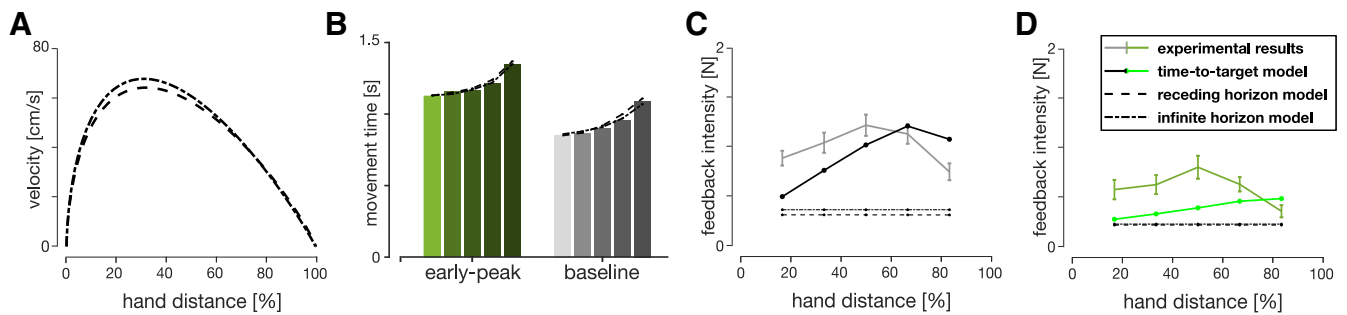 A
velocity [cm/s]
80
0
0 20 40 60 80 100
hand distance [%]
B
movement time [s]
1.5
0
early-peak baseline
C
feedback intensity [N]
2
0
0 20 40 60 80 100
hand distance [%]
D
feedback intensity [N]
2
0
0 20 40 60 80 100
hand distance [%]
experimental results
time-to-target model
receding horizon model
infinite horizon model